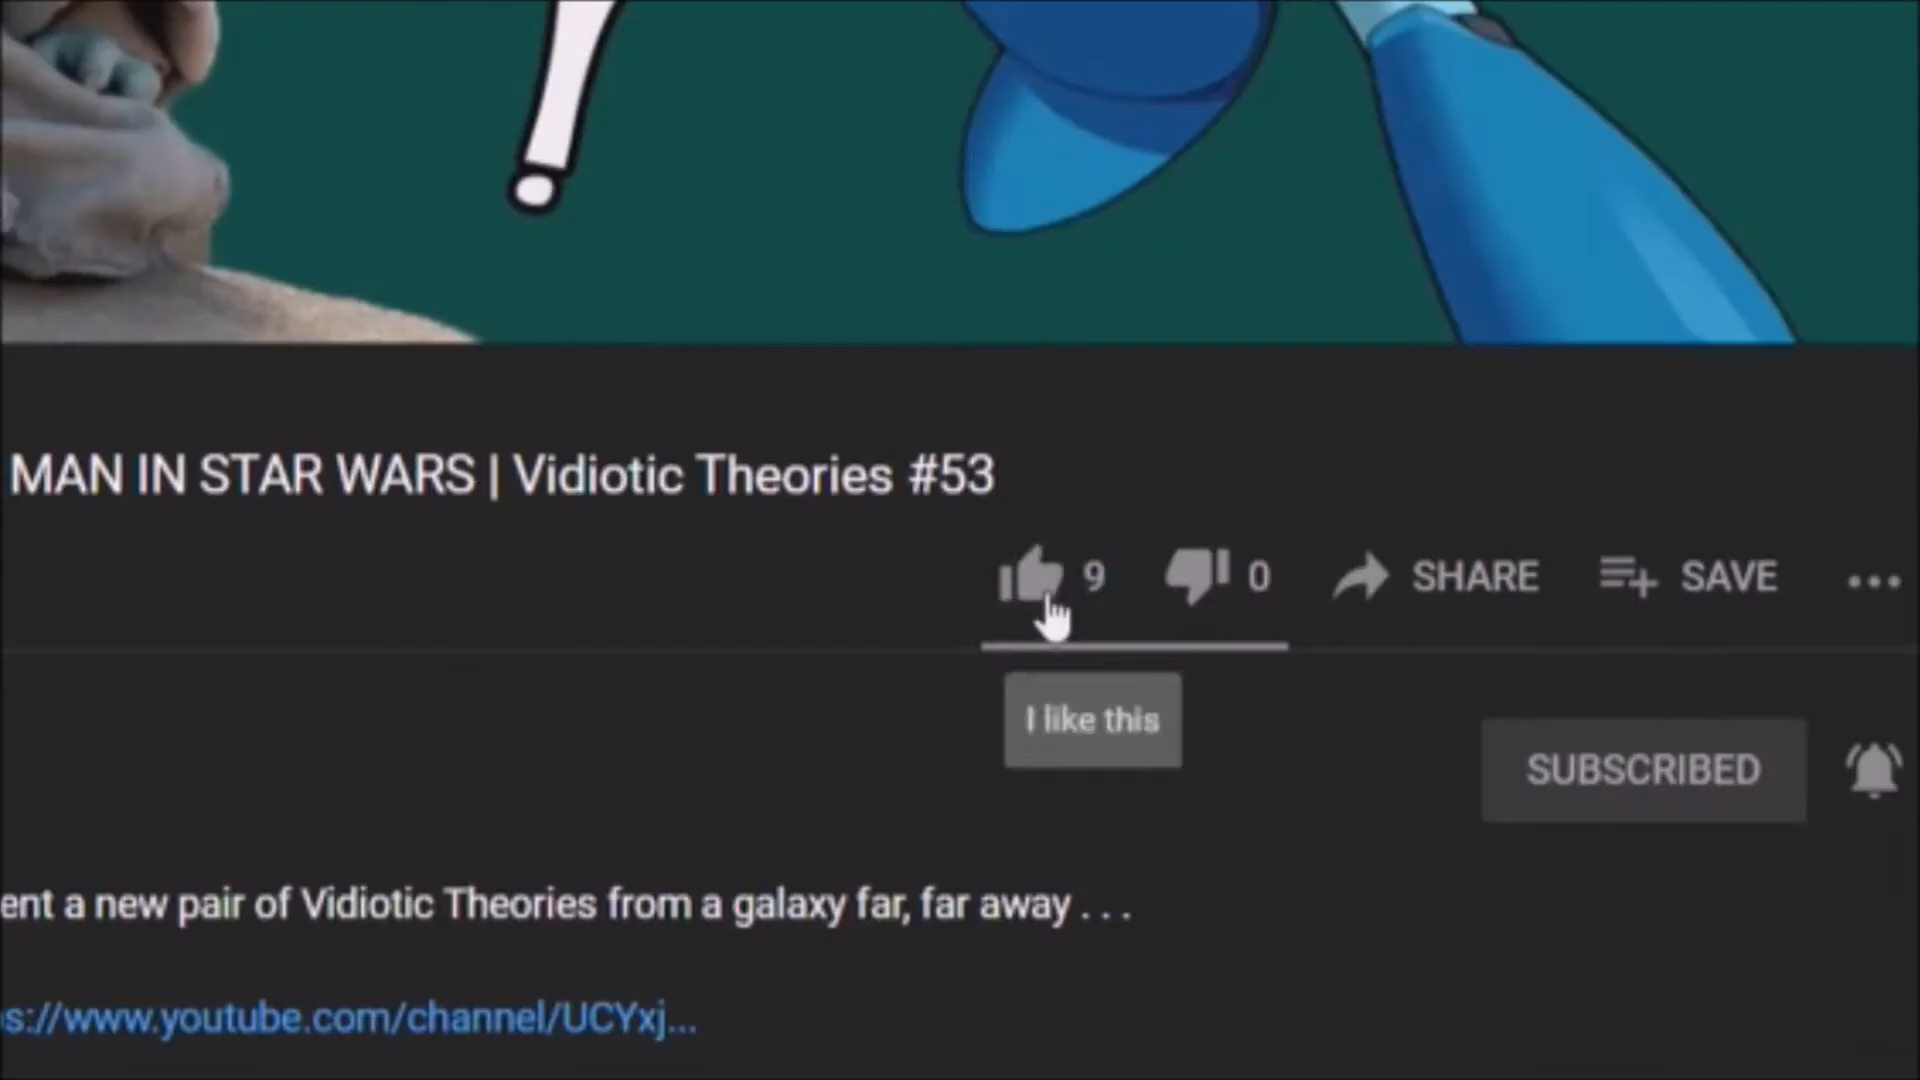 MAN IN STAR WARS | Vidiotic Theories #53
9 0 SHARE SAVE
I like this
SUBSCRIBED
ent a new pair of Vidiotic Theories from a galaxy far, far away . . .
s://www.youtube.com/channel/UCYxj...